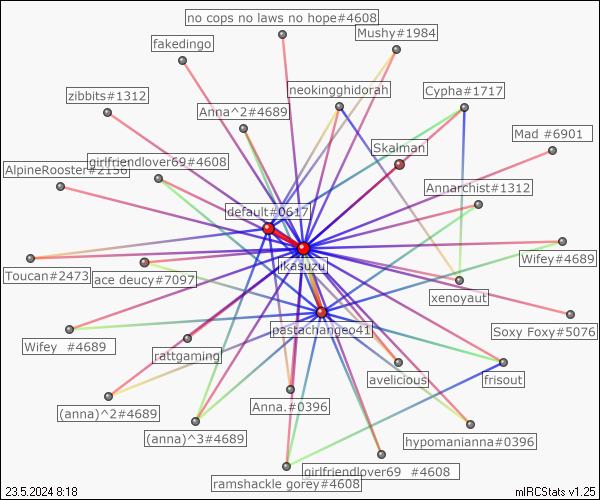 no cops no laws no hope#4608
Mushy#1984
fakedingo
neokingghidorah
Cypha#1717
zibbits#1312
Anna^2#4689
Mad #6901
Skalman
girlfriendlover69#4608
AlpineRooster#2156
Annarchist#1312
default#0617
Wifey#4689
jikasuzu
Toucan#2473
ace deucy#7097
xenoyaut
Soxy Foxy#5076
pastachangeo41
Wifey #4689
rattgaming
avelicious
frisout
(anna)^2#4689
Anna.#0396
(anna)^3#4689
hypomanianna#0396
girlfriendlover69 #4608
ramshackle gorey#4608
23.5.2024 8:18
mIRCStats v1.25